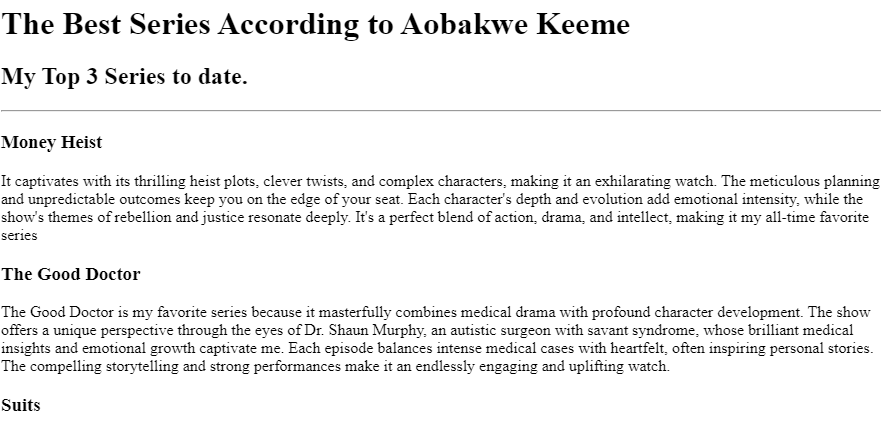 The Best Series According to Aobakwe Keeme
My Top 3 Series to date.
Money Heist
It captivates with its thrilling heist plots, clever twists, and complex characters, making it an exhilarating watch. The meticulous planning
and unpredictable outcomes keep you on the edge of your seat. Each character's depth and evolution add emotional intensity, while the
show's themes of rebellion and justice resonate deeply. It's a perfect blend of action, drama, and intellect, making it my all-time favorite
series
The Good Doctor
The Good Doctor is my favorite series because it masterfully combines medical drama with profound character development. The show
offers a unique perspective through the eyes of Dr. Shaun Murphy, an autistic surgeon with savant syndrome, whose brilliant medical
insights and emotional growth captivate me. Each episode balances intense medical cases with heartfelt, often inspiring personal stories.
The compelling storytelling and strong performances make it an endlessly engaging and uplifting watch.
Suits